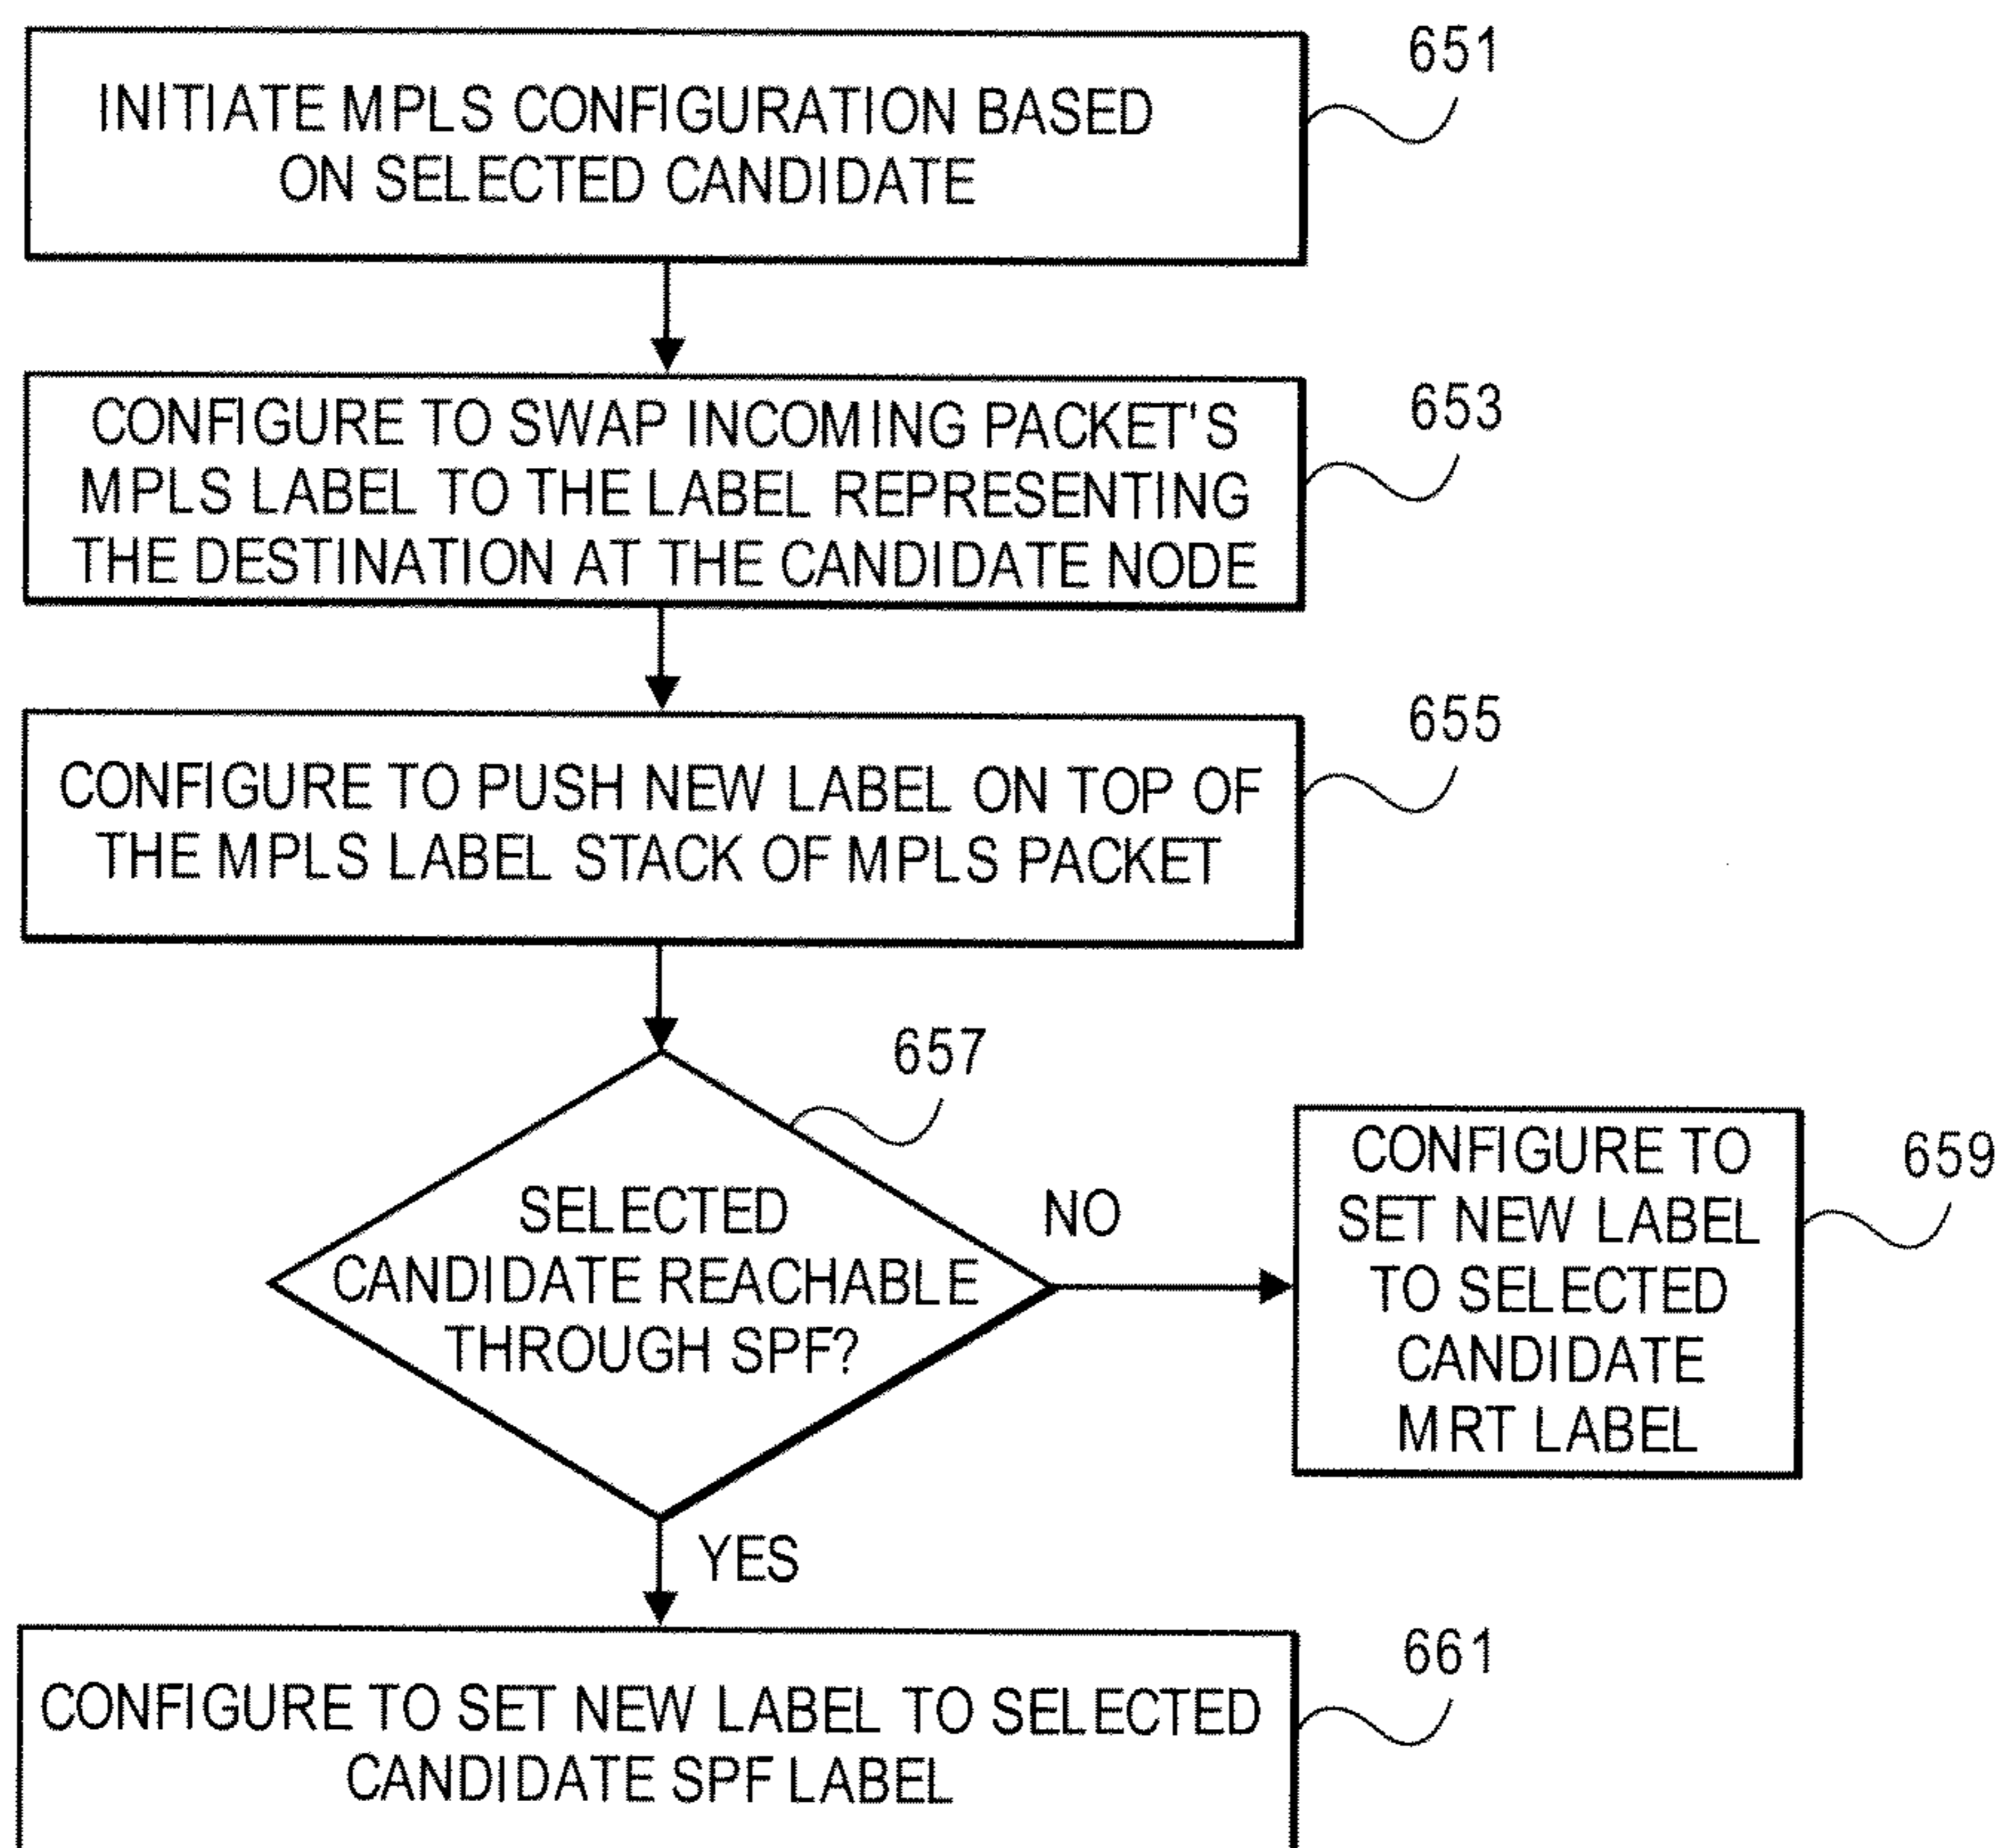 651
INITIATE MPLS CONFIGURATION BASED
ON SELECTED CANDIDATE
653
CONFIGURE TO SWAP INCOMING PACKET'S
MPLS LABEL TO THE LABEL REPRESENTING
THE DESTINATION AT THE CANDIDATE NODE
655
CONFIGURE TO PUSH NEW LABEL ON TOP OF
THE MPLS LABEL STACK OF MPLS PACKET
657
SELECTED
CANDIDATE REACHABLE
THROUGH SPF?
NO
659
CONFIGURE TO
SET NEW LABEL
TO SELECTED
CANDIDATE
MRT LABEL
YES
661
CONFIGURE TO SET NEW LABEL TO SELECTED
CANDIDATE SPF LABEL